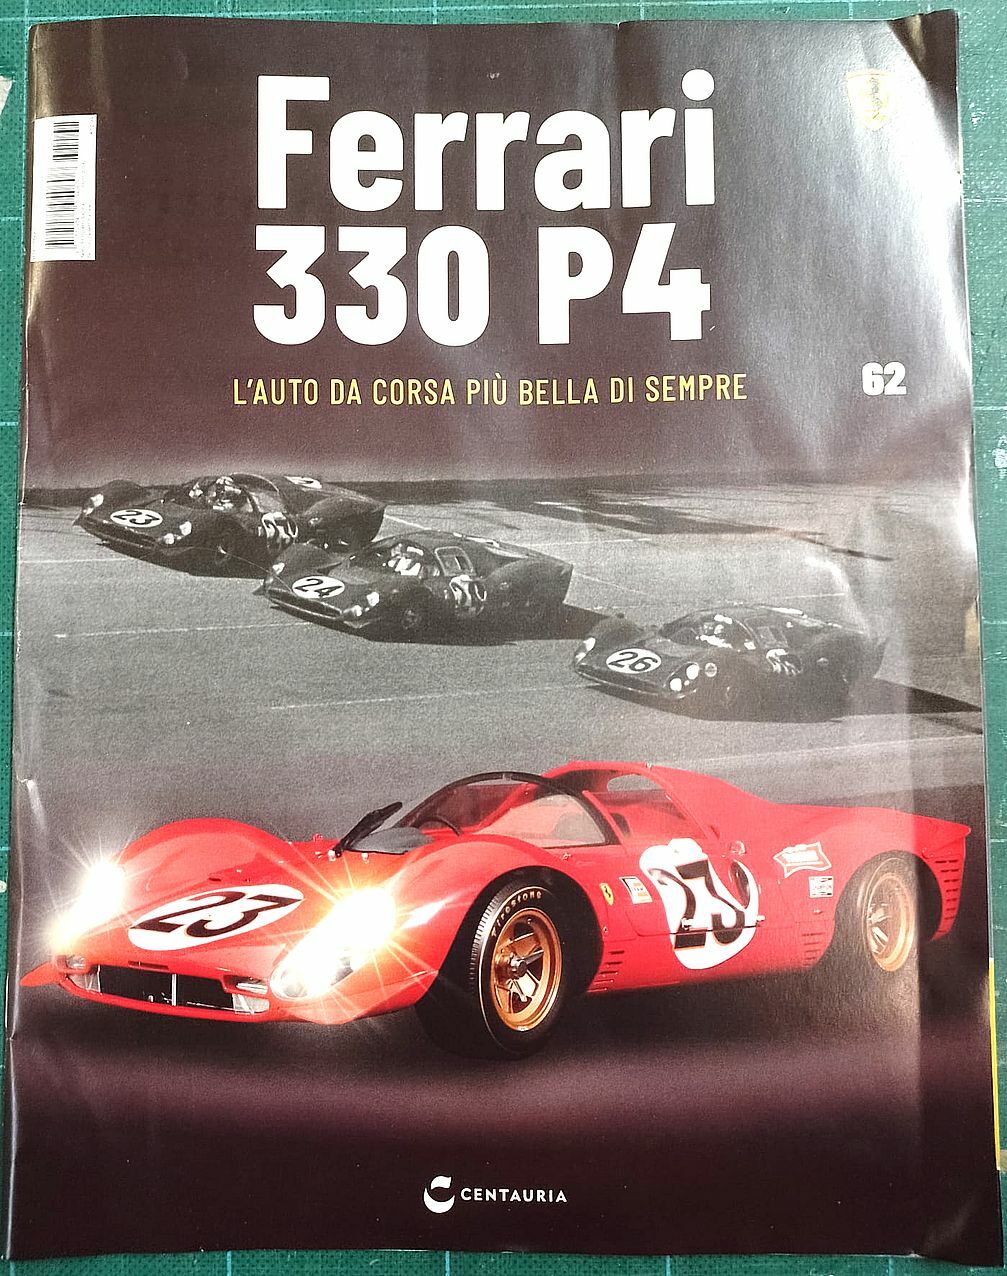 Ferrari
330 P4
L'AUTO DA CORSA PIÙ BELLA DI SEMPRE
62
23
24
26
23
23
Firestone
CENTAURIA